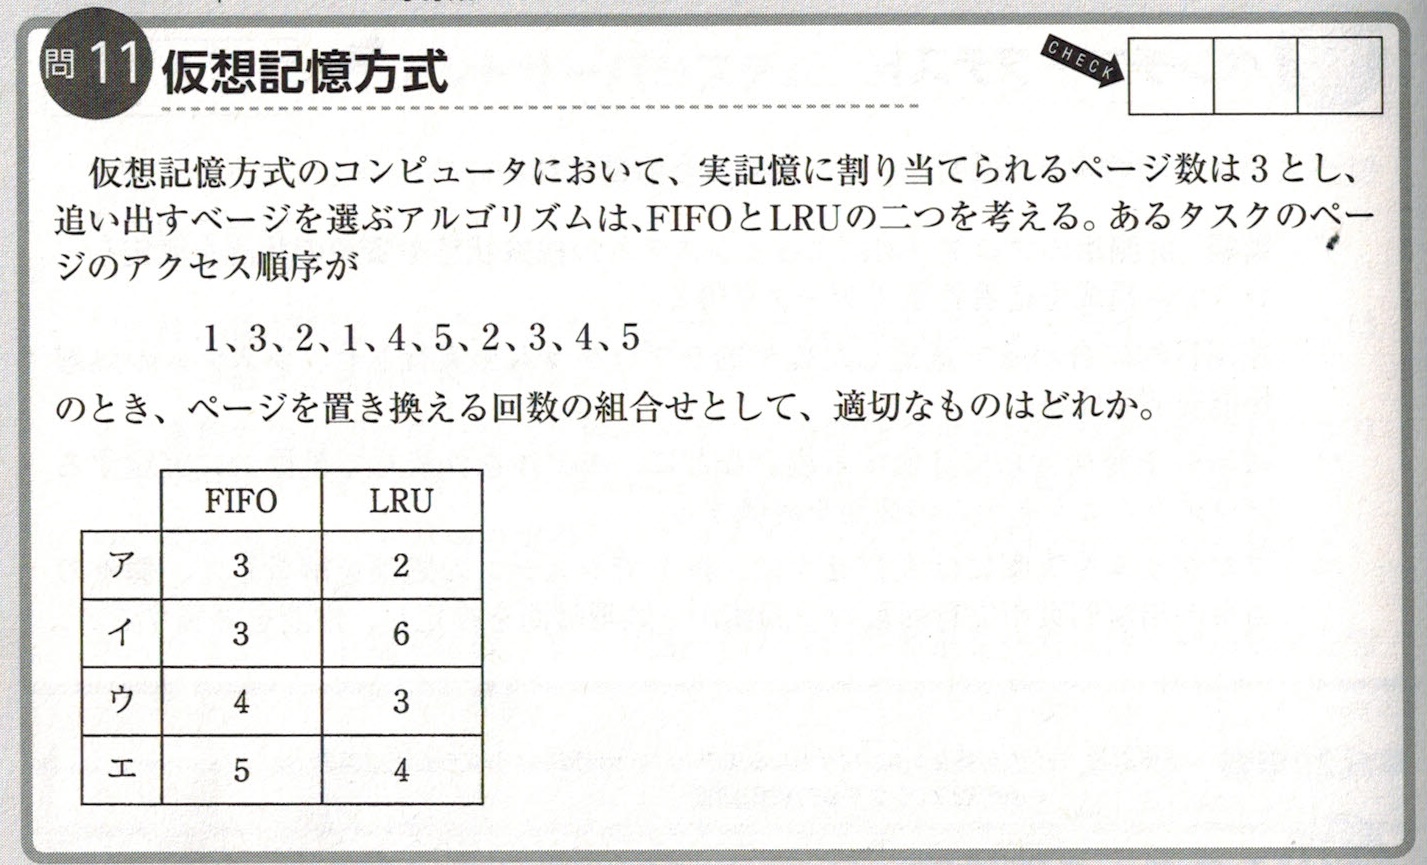 問11 仮想記憶方式
CHECK
仮想記憶方式のコンピュータにおいて、実記憶に割り当てられるページ数は3とし、
追い出すページを選ぶアルゴリズムは、FIFOとLRUの二つを考える。あるタスクのペー
ジのアクセス順序が
1、3、2、1、4、5、2、3、4、5
のとき、ページを置き換える回数の組合せとして、適切なものはどれか。
FIFO LRU
ア 3 2
イ 3 6
ウ 4 3
エ 5 4